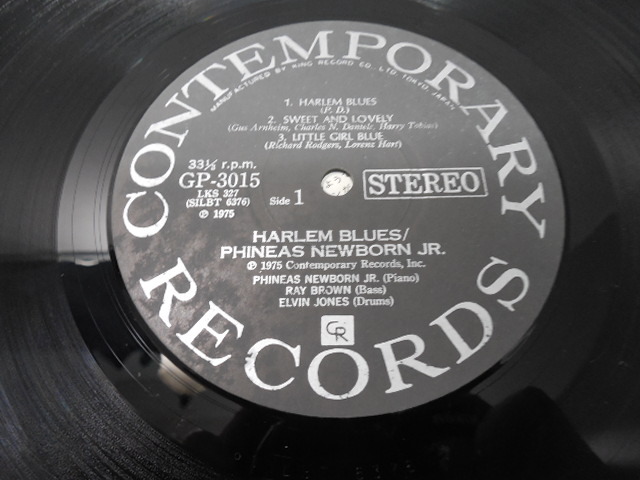 CONTEMPORARY RECORDS
MANUFACTURED BY KING RECORD CO., LTD. TOKYO, JAPAN
1. HARLEM BLUES
(P. D.)
2. SWEET AND LOVELY
(Gus Arnheim, Charles N. Daniels, Harry Tobias)
3. LITTLE GIRL BLUE
(Richard Rodgers, Lorenz Hart)
33⅓ r.p.m.
GP-3015
LKS 327
(SILBT 6376)
℗ 1975
Side 1
STEREO
HARLEM BLUES/
PHINEAS NEWBORN JR.
℗ 1975 Contemporary Records, Inc.
PHINEAS NEWBORN JR. (Piano)
RAY BROWN (Bass)
ELVIN JONES (Drums)
CR